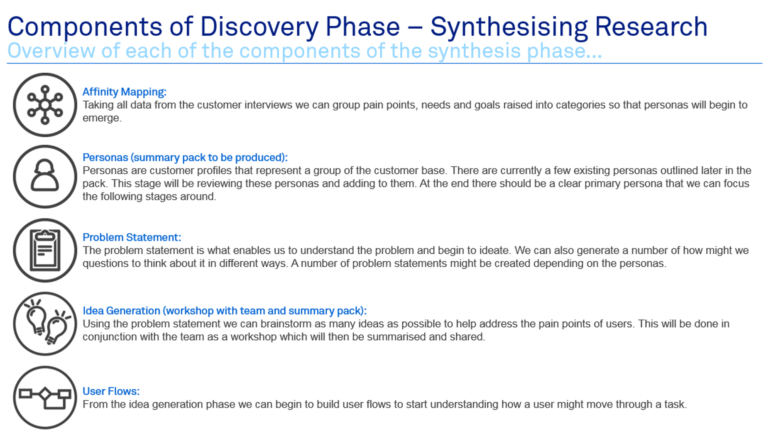 Components of Discovery Phase – Synthesising Research
Overview of each of the components of the synthesis phase...
Affinity Mapping:
Taking all data from the customer interviews we can group pain points, needs and goals raised into categories so that personas will begin to
emerge.
Personas (summary pack to be produced):
Personas are customer profiles that represent a group of the customer base. There are currently a few existing personas outlined later in the
pack. This stage will be reviewing these personas and adding to them. At the end there should be a clear primary persona that we can focus
the following stages around.
Problem Statement:
The problem statement is what enables us to understand the problem and begin to ideate. We can also generate a number of how might we
questions to think about it in different ways. A number of problem statements might be created depending on the personas.
Idea Generation (workshop with team and summary pack):
Using the problem statement we can brainstorm as many ideas as possible to help address the pain points of users. This will be done in
conjunction with the team as a workshop which will then be summarised and shared.
User Flows:
From the idea generation phase we can begin to build user flows to start understanding how a user might move through a task.